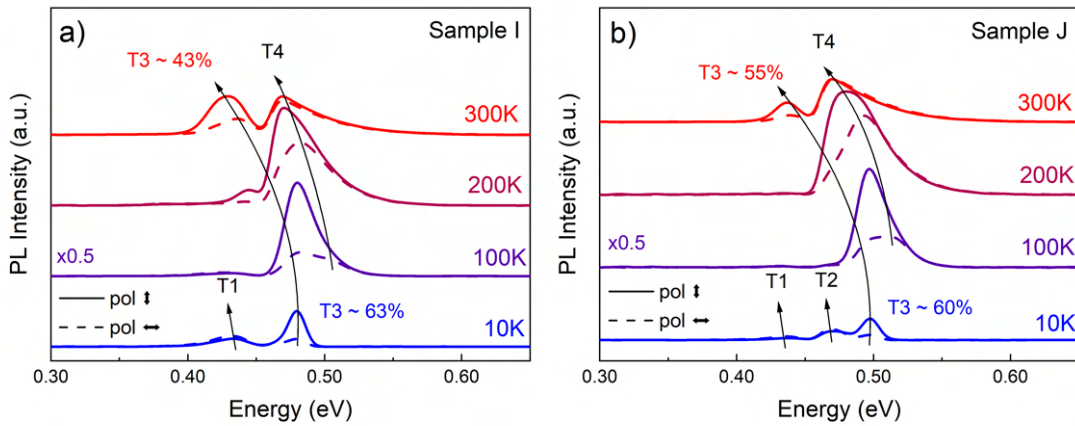 a)
Sample I
T3 ~ 43%
T4
300K
200K
100K
x0.5
T1
T3 ~ 63%
pol ⬍
pol ⬌
10K
0.30 0.40 0.50 0.60
Energy (eV)
PL Intensity (a.u.)
b)
Sample J
T4
T3 ~ 55%
300K
200K
100K
x0.5
T1 T2
T3 ~ 60%
pol ⬍
pol ⬌
10K
0.30 0.40 0.50 0.60
Energy (eV)
PL Intensity (a.u.)